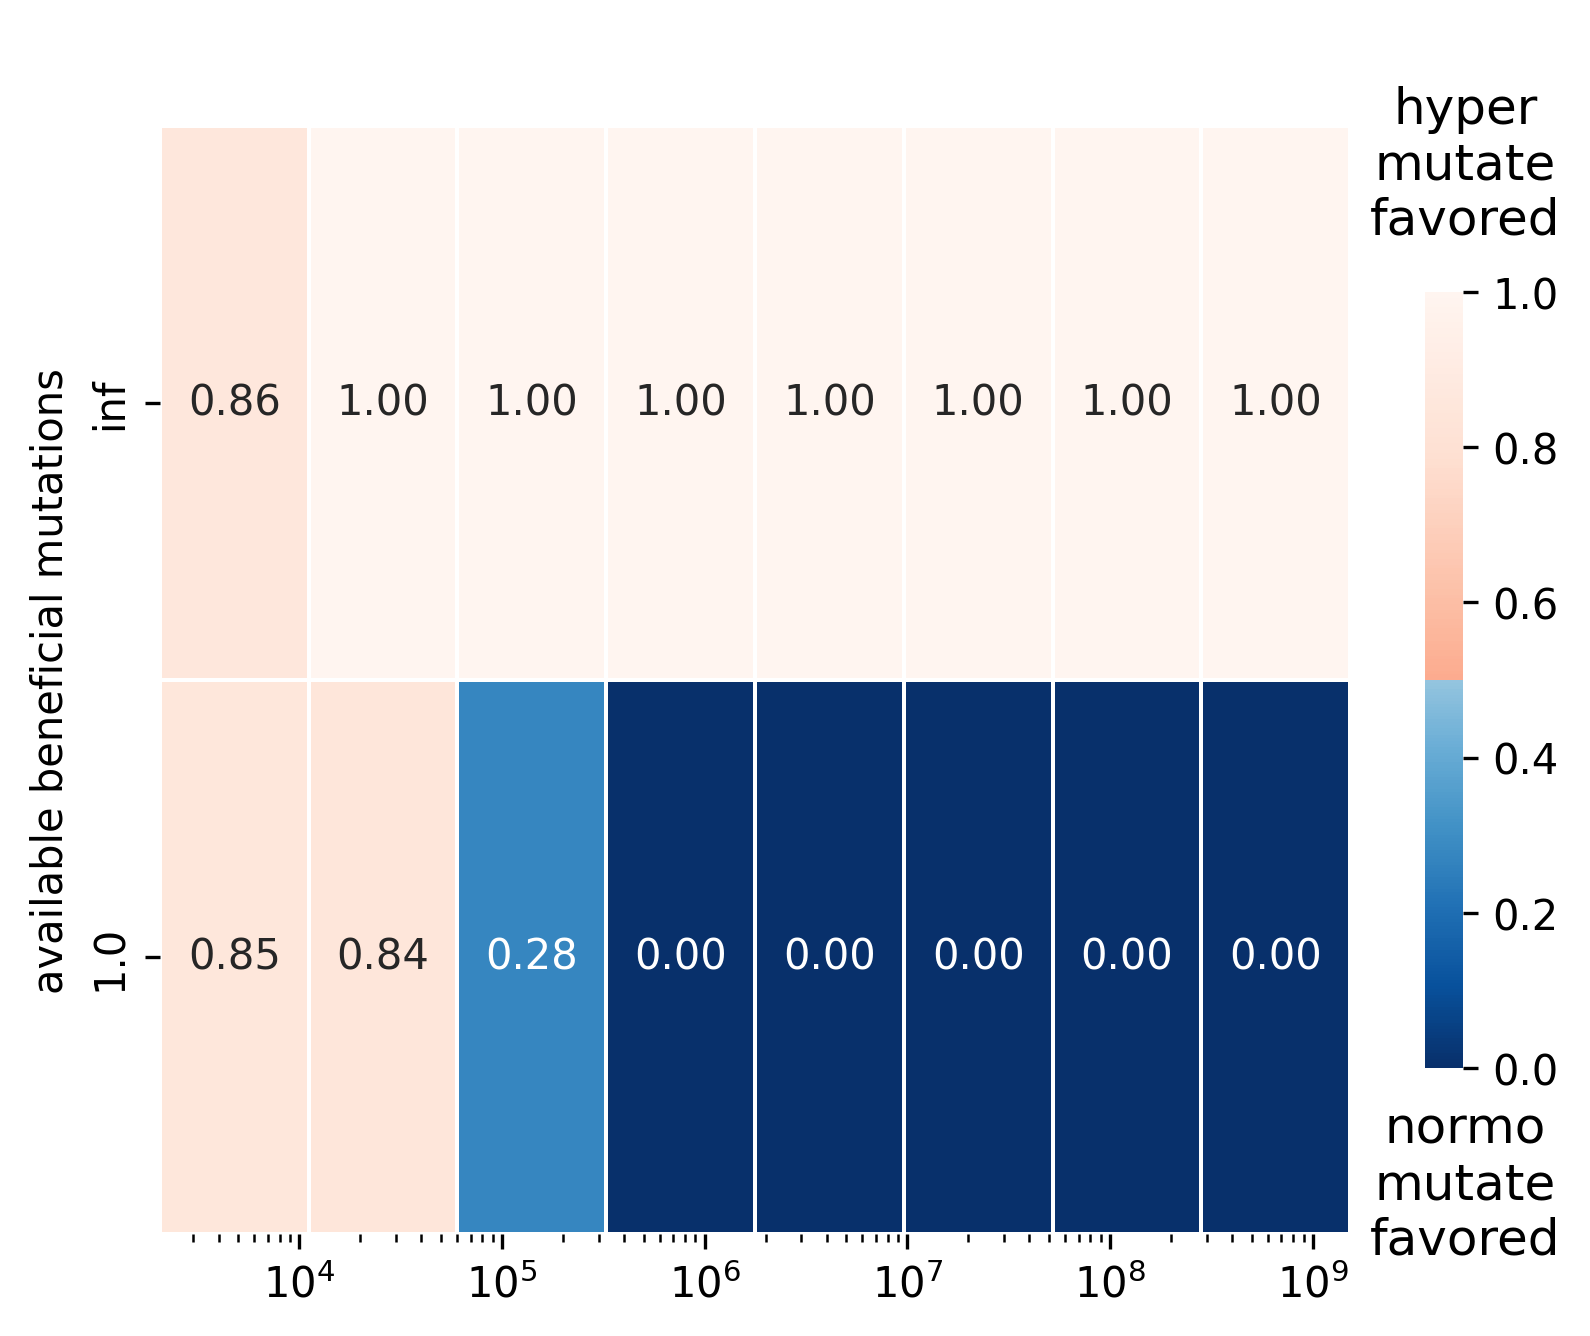 hyper
mutate
favored
available beneficial mutations
inf
0.86 1.00 1.00 1.00 1.00 1.00 1.00 1.00
1.0
0.85 0.84 0.28 0.00 0.00 0.00 0.00 0.00
10⁴ 10⁵ 10⁶ 10⁷ 10⁸ 10⁹
1.0
0.8
0.6
0.4
0.2
0.0
normo
mutate
favored